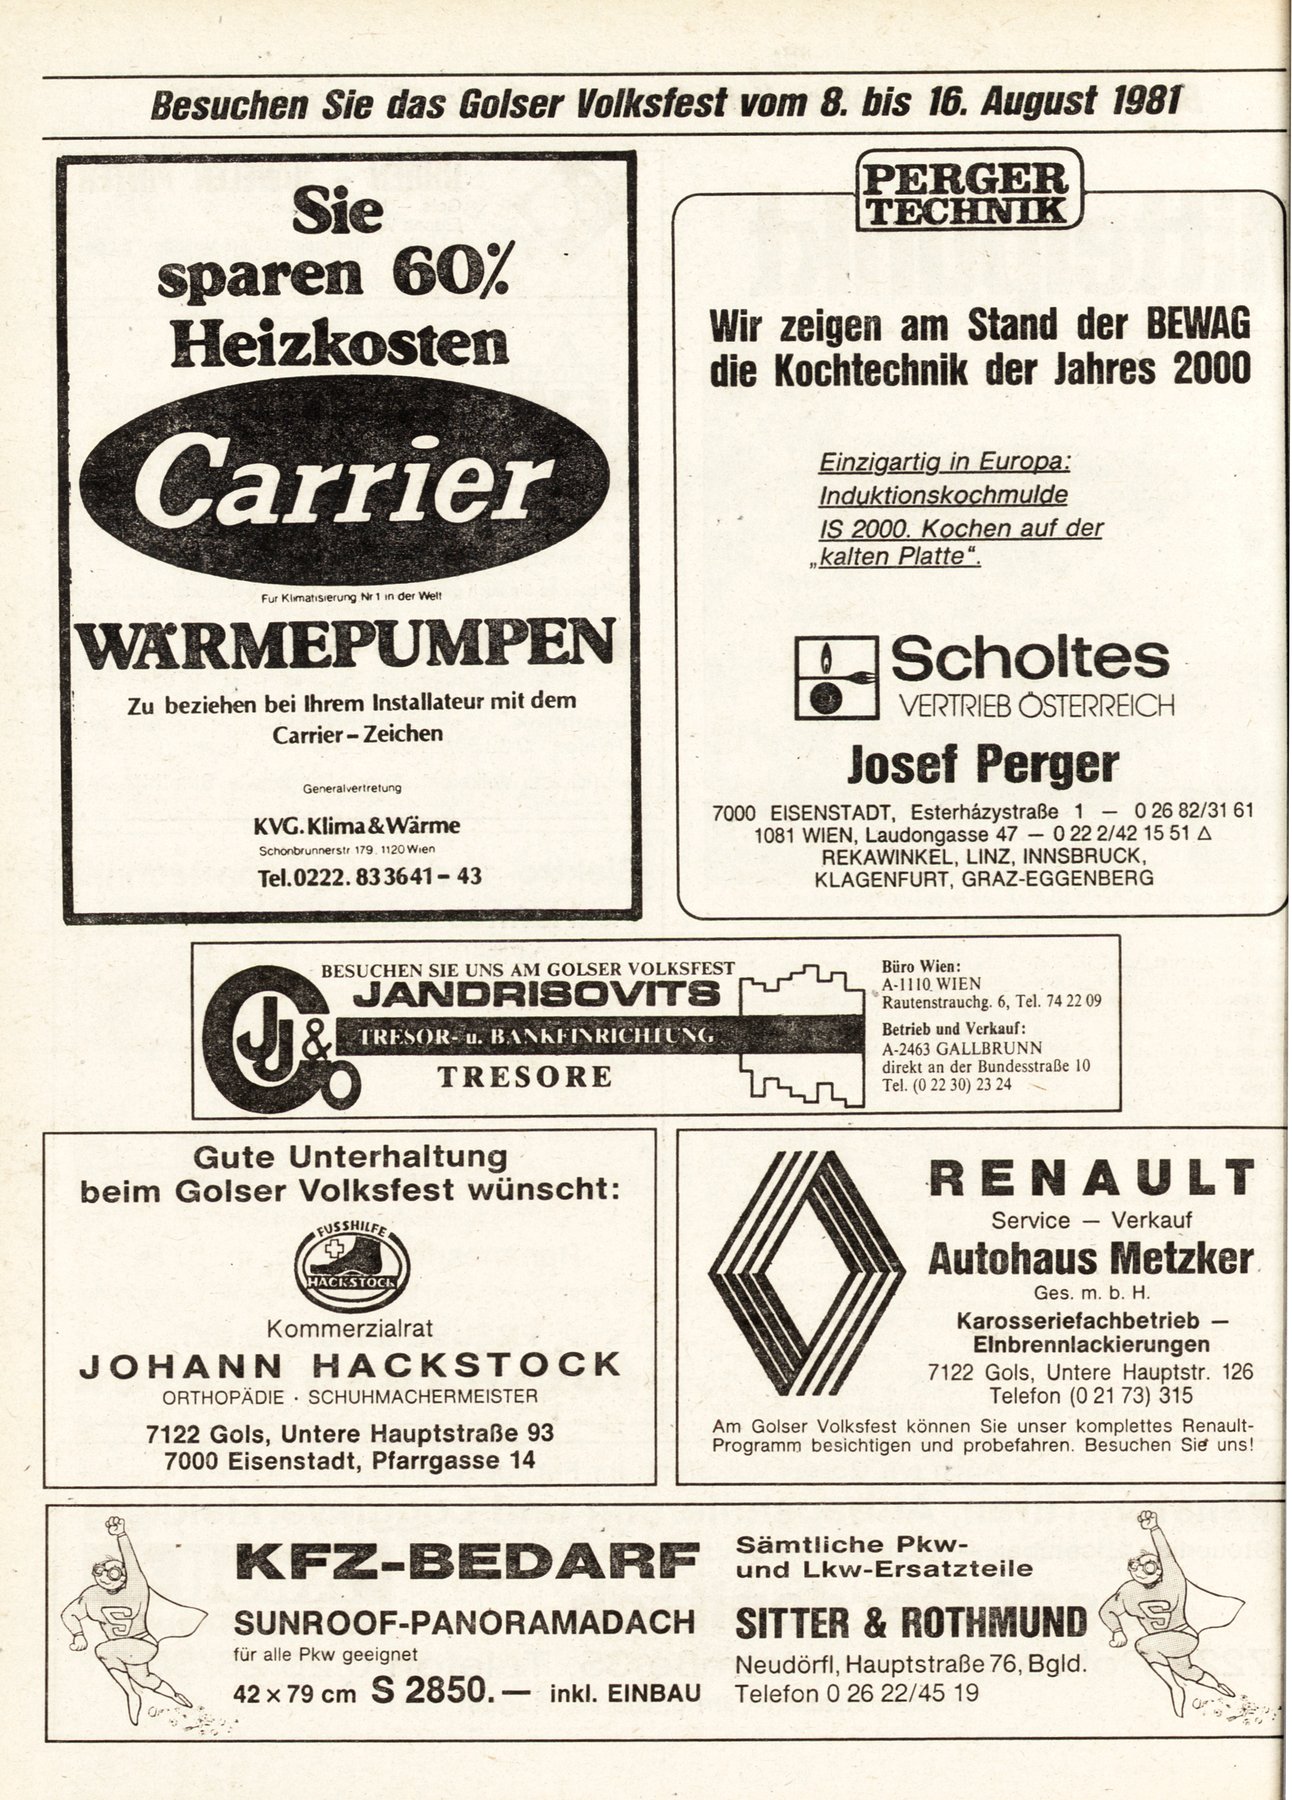 Besuchen Sie das Golser Volksfest vom 8. bis 16. August 1981
Sie
sparen 60%
Heizkosten
Carrier
Für Klimatisierung Nr 1 in der Welt
WÄRMEPUMPEN
Zu beziehen bei Ihrem Installateur mit dem
Carrier – Zeichen
Generalvertretung
KVG. Klima & Wärme
Schönbrunnerstr 179. 1120 Wien
Tel. 0222. 83 3641 – 43
PERGER
TECHNIK
Wir zeigen am Stand der BEWAG
die Kochtechnik der Jahres 2000
Einzigartig in Europa:
Induktionskochmulde
IS 2000. Kochen auf der
„kalten Platte“.
Scholtes
VERTRIEB ÖSTERREICH
Josef Perger
7000 EISENSTADT, Esterházystraße 1 — 0 26 82/31 61
1081 WIEN, Laudongasse 47 — 0 22 2/42 15 51 Δ
REKAWINKEL, LINZ, INNSBRUCK,
KLAGENFURT, GRAZ-EGGENBERG
JJ & CO
BESUCHEN SIE UNS AM GOLSER VOLKSFEST
JANDRISOVITS
TRESOR- u. BANKEINRICHTUNG
TRESORE
Büro Wien:
A-1110 WIEN
Rautenstrauchg. 6, Tel. 74 22 09
Betrieb und Verkauf:
A-2463 GALLBRUNN
direkt an der Bundesstraße 10
Tel. (0 22 30) 23 24
Gute Unterhaltung
beim Golser Volksfest wünscht:
FUSSHILFE
HACKSTOCK
Kommerzialrat
JOHANN HACKSTOCK
ORTHOPÄDIE · SCHUHMACHERMEISTER
7122 Gols, Untere Hauptstraße 93
7000 Eisenstadt, Pfarrgasse 14
RENAULT
Service — Verkauf
Autohaus Metzker
Ges. m. b. H.
Karosseriefachbetrieb —
EInbrennlackierungen
7122 Gols, Untere Hauptstr. 126
Telefon (0 21 73) 315
Am Golser Volksfest können Sie unser komplettes Renault-
Programm besichtigen und probefahren. Besuchen Sie uns!
S
KFZ-BEDARF
SUNROOF-PANORAMADACH
für alle Pkw geeignet
42 x 79 cm S 2850.— inkl. EINBAU
Sämtliche Pkw-
und Lkw-Ersatzteile
SITTER & ROTHMUND
Neudörfl, Hauptstraße 76, Bgld.
Telefon 0 26 22/45 19
S